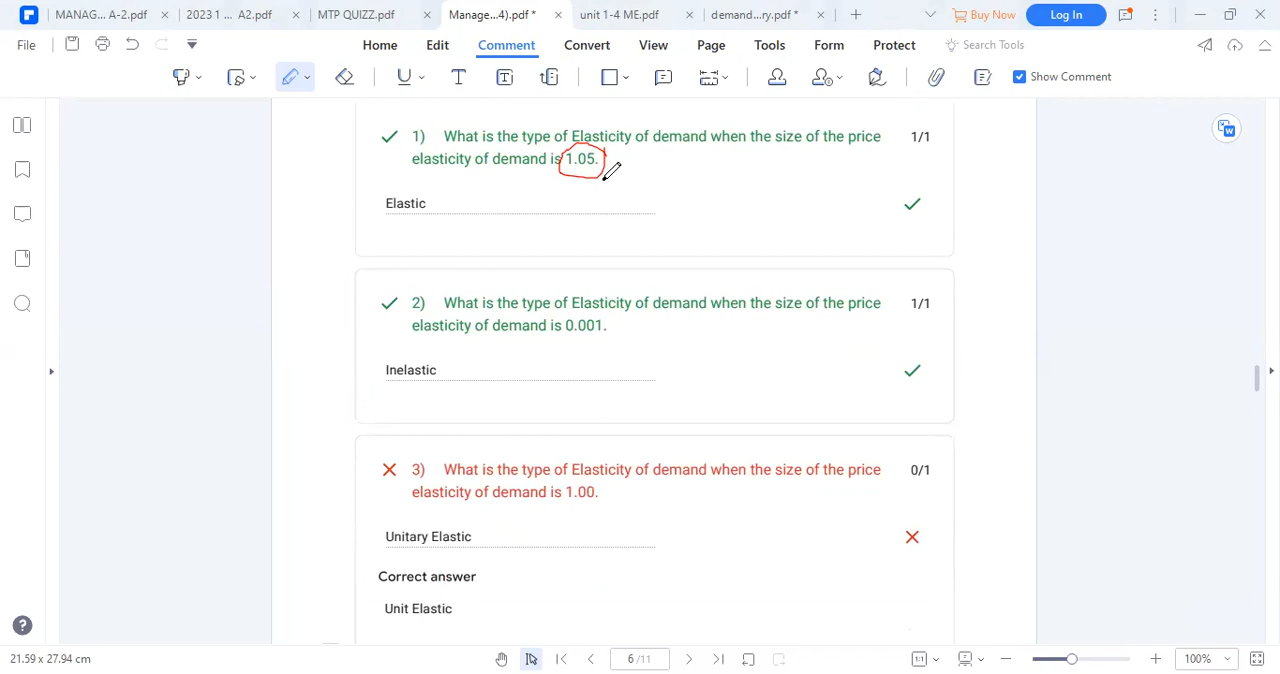 MANAG... A-2.pdf
2023 1 ... A2.pdf
MTP QUIZZ.pdf
Manage...4).pdf *
unit 1-4 ME.pdf
demand...ry.pdf *
Buy Now
Log In
File
Home
Edit
Comment
Convert
View
Page
Tools
Form
Protect
Search Tools
Show Comment
1) What is the type of Elasticity of demand when the size of the price
elasticity of demand is 1.05.
1/1
Elastic
2) What is the type of Elasticity of demand when the size of the price
elasticity of demand is 0.001.
1/1
Inelastic
3) What is the type of Elasticity of demand when the size of the price
elasticity of demand is 1.00.
0/1
Unitary Elastic
Correct answer
Unit Elastic
21.59 x 27.94 cm
6 /11
100%